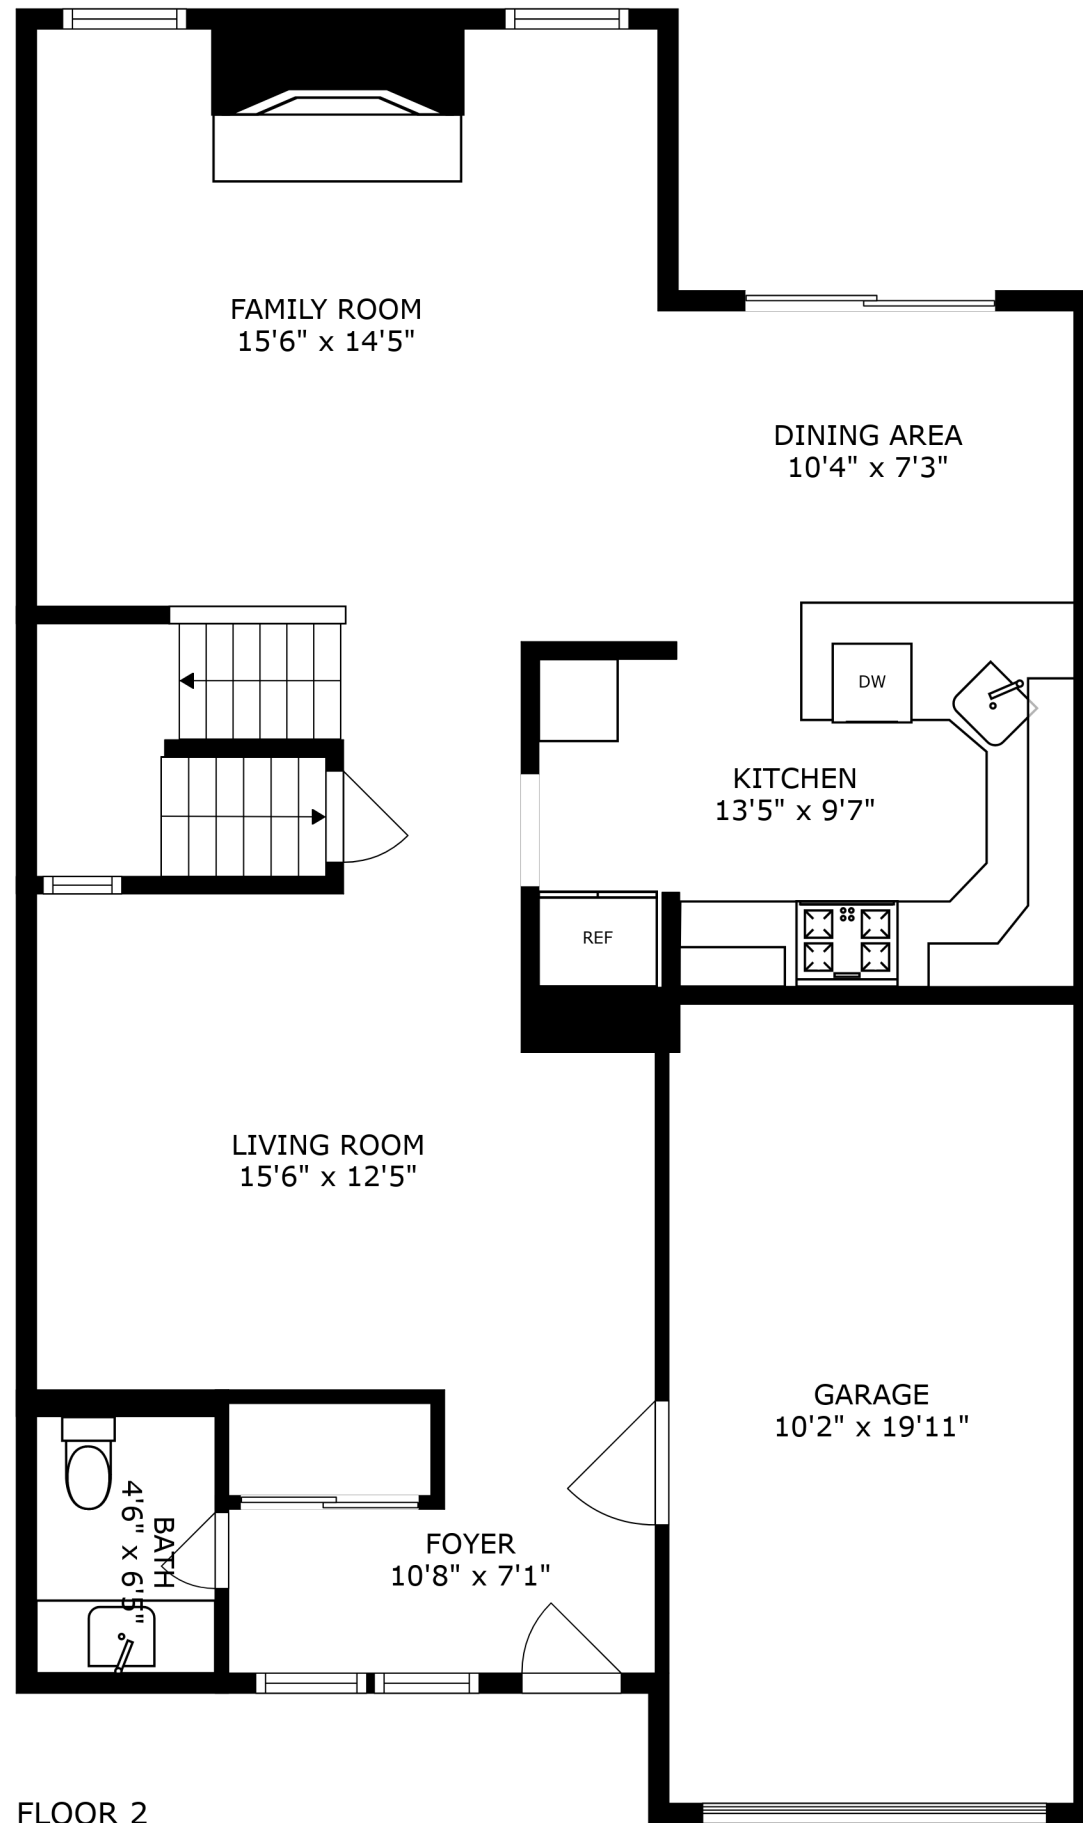 FAMILY ROOM
15'6" x 14'5"
DINING AREA
10'4" x 7'3"
DW
KITCHEN
13'5" x 9'7"
REF
LIVING ROOM
15'6" x 12'5"
GARAGE
10'2" x 19'11"
BATH
4'6" x 6'5"
FOYER
10'8" x 7'1"
FLOOR 2